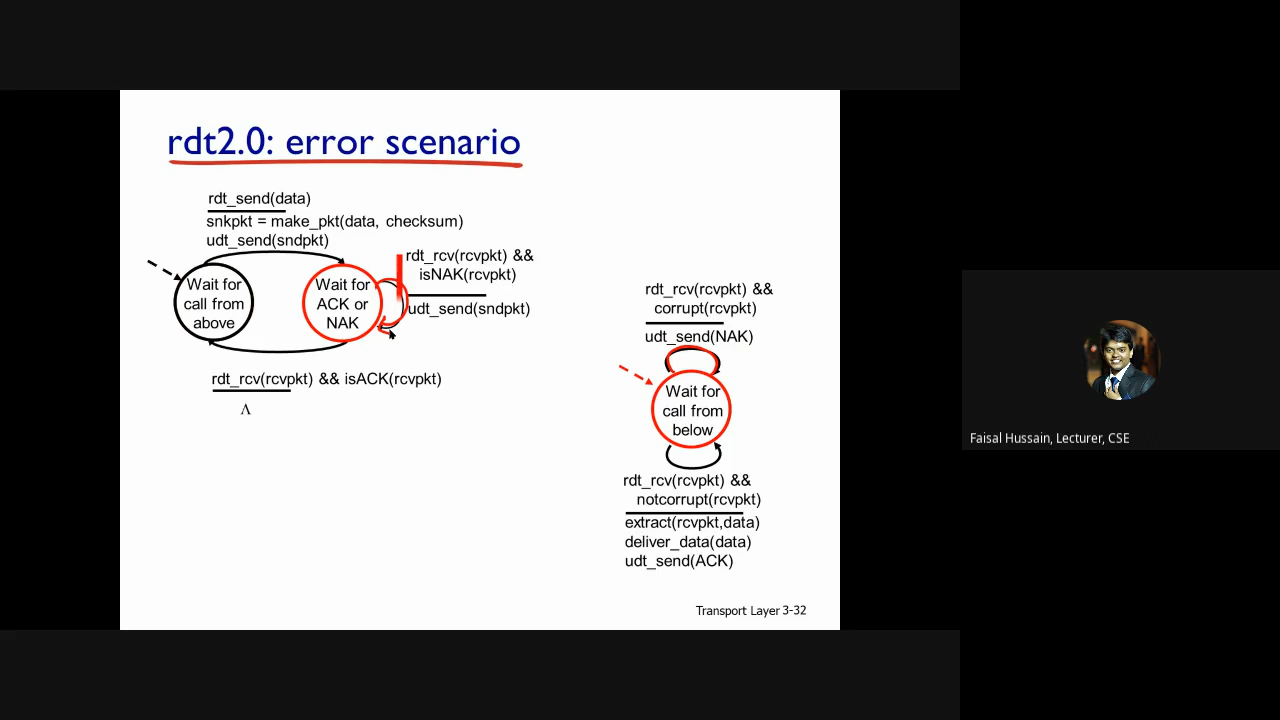 rdt2.0: error scenario
rdt_send(data)
snkpkt = make_pkt(data, checksum)
udt_send(sndpkt)
rdt_rcv(rcvpkt) &&
isNAK(rcvpkt)
udt_send(sndpkt)
Wait for
call from
above
Wait for
ACK or
NAK
rdt_rcv(rcvpkt) && isACK(rcvpkt)
Λ
rdt_rcv(rcvpkt) &&
corrupt(rcvpkt)
udt_send(NAK)
Wait for
call from
below
rdt_rcv(rcvpkt) &&
notcorrupt(rcvpkt)
extract(rcvpkt,data)
deliver_data(data)
udt_send(ACK)
Transport Layer 3-32
Faisal Hussain, Lecturer, CSE